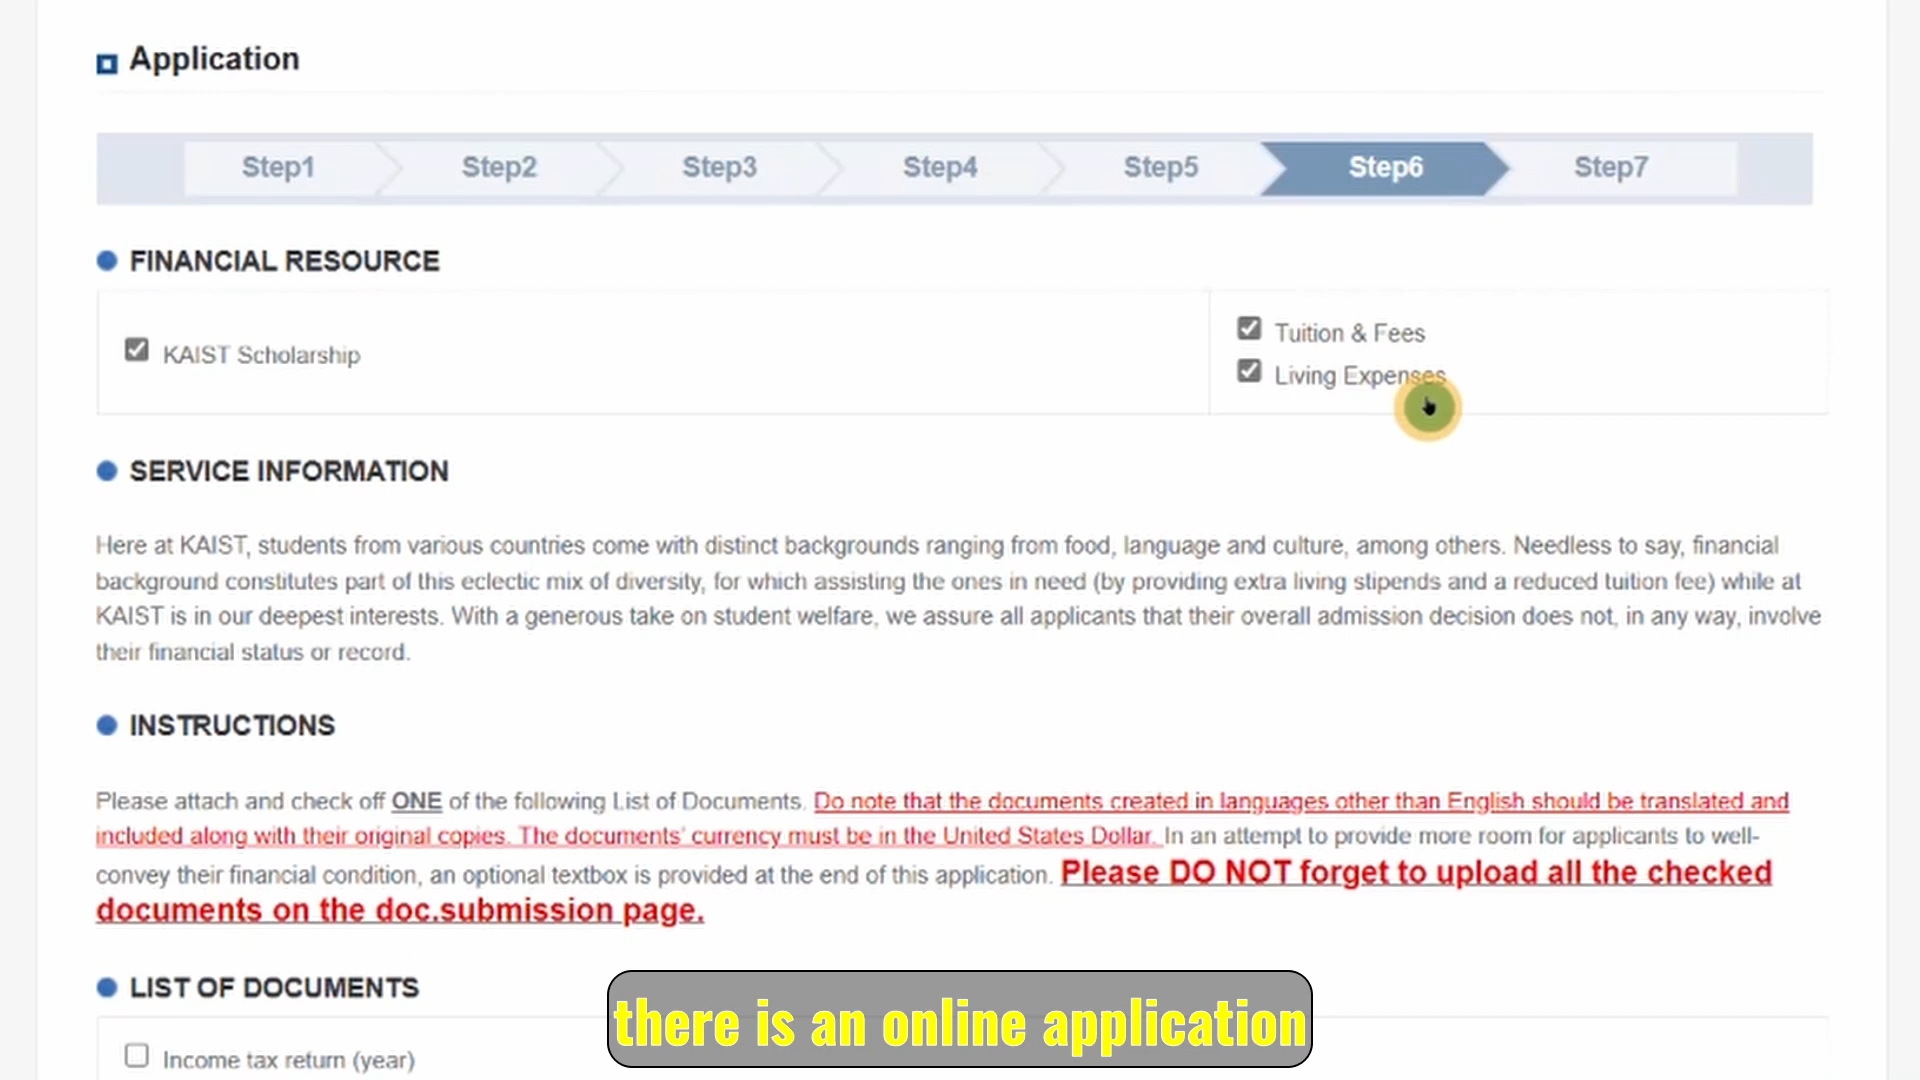 Application
Step1 Step2 Step3 Step4 Step5 Step6 Step7
FINANCIAL RESOURCE
KAIST Scholarship
Tuition & Fees
Living Expenses
SERVICE INFORMATION
Here at KAIST, students from various countries come with distinct backgrounds ranging from food, language and culture, among others. Needless to say, financial
background constitutes part of this eclectic mix of diversity, for which assisting the ones in need (by providing extra living stipends and a reduced tuition fee) while at
KAIST is in our deepest interests. With a generous take on student welfare, we assure all applicants that their overall admission decision does not, in any way, involve
their financial status or record.
INSTRUCTIONS
Please attach and check off ONE of the following List of Documents. Do note that the documents created in languages other than English should be translated and
included along with their original copies. The documents' currency must be in the United States Dollar. In an attempt to provide more room for applicants to well-
convey their financial condition, an optional textbox is provided at the end of this application. Please DO NOT forget to upload all the checked
documents on the doc.submission page.
LIST OF DOCUMENTS
there is an online application
Income tax return (year)